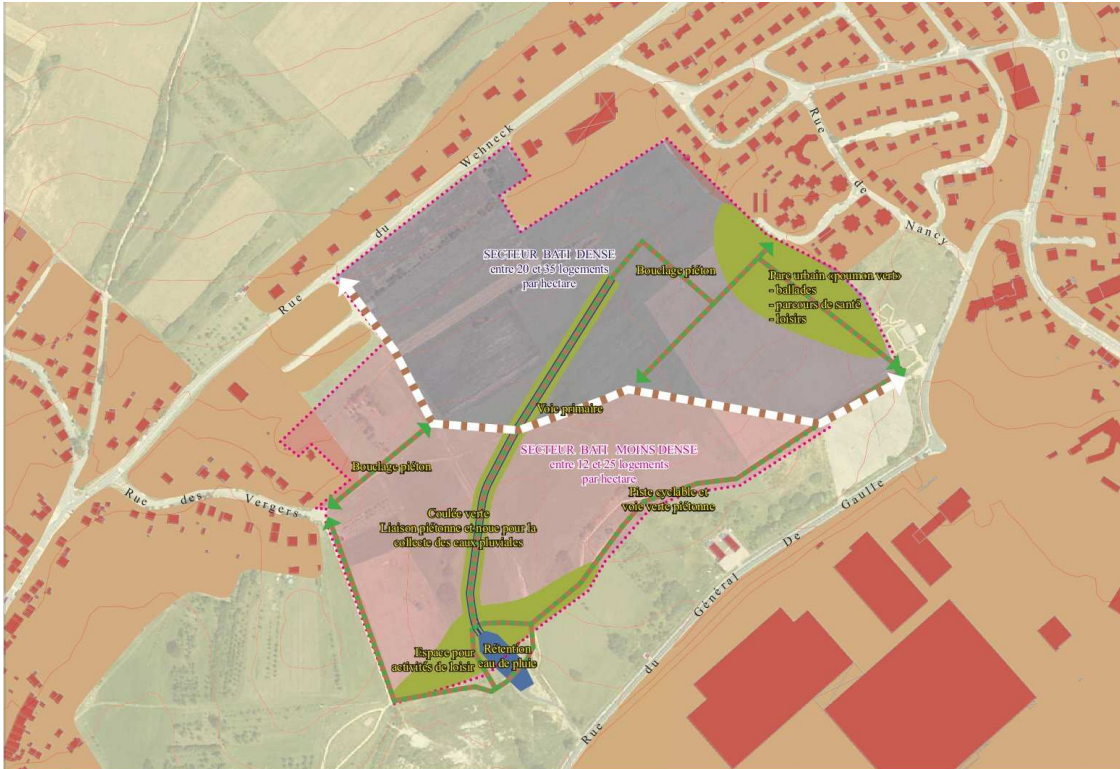 Rue du Wehneck
Rue de Nancy
SECTEUR BATI DENSE
entre 20 et 35 logements
par hectare
Bouclage piéton
Parc urbain «poumon vert»
- ballades
- parcours de santé
- loisirs
Voie primaire
SECTEUR BATI MOINS DENSE
entre 12 et 25 logements
par hectare
Bouclage piéton
Rue des Vergers
Piste cyclable et
voie verte piétonne
Coulée verte
Liaison piétonne et noue pour la
collecte des eaux pluviales
Rue du Général De Gaulle
Espace pour
activités de loisir
Rétention
eau de pluie